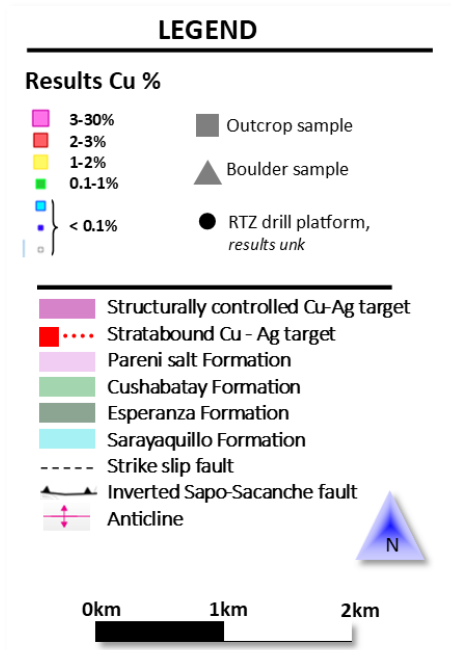 LEGEND
Results Cu %
3-30%
2-3%
1-2%
0.1-1%
< 0.1%
Outcrop sample
Boulder sample
RTZ drill platform,
results unk
Structurally controlled Cu-Ag target
Stratabound Cu - Ag target
Pareni salt Formation
Cushabatay Formation
Esperanza Formation
Sarayaquillo Formation
Strike slip fault
Inverted Sapo-Sacanche fault
Anticline
N
0km 1km 2km